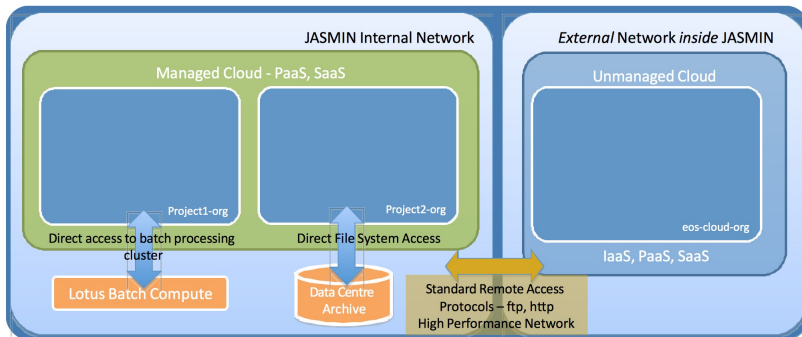 JASMIN Internal Network
External Network inside JASMIN
Managed Cloud - PaaS, SaaS
Unmanaged Cloud
Project1-org
Project2-org
eos-cloud-org
Direct access to batch processing
cluster
Direct File System Access
IaaS, PaaS, SaaS
Lotus Batch Compute
Data Centre
Archive
Standard Remote Access
Protocols – ftp, http
High Performance Network